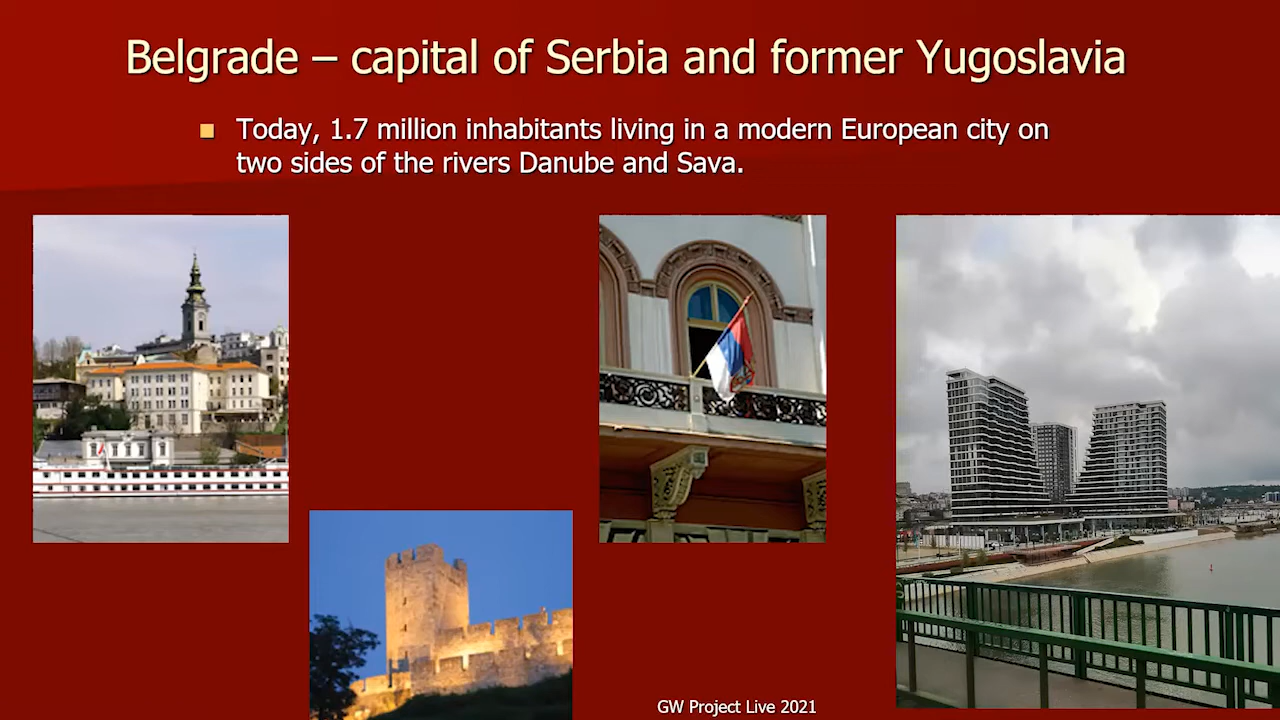 Belgrade – capital of Serbia and former Yugoslavia
Today, 1.7 million inhabitants living in a modern European city on
two sides of the rivers Danube and Sava.
GW Project Live 2021